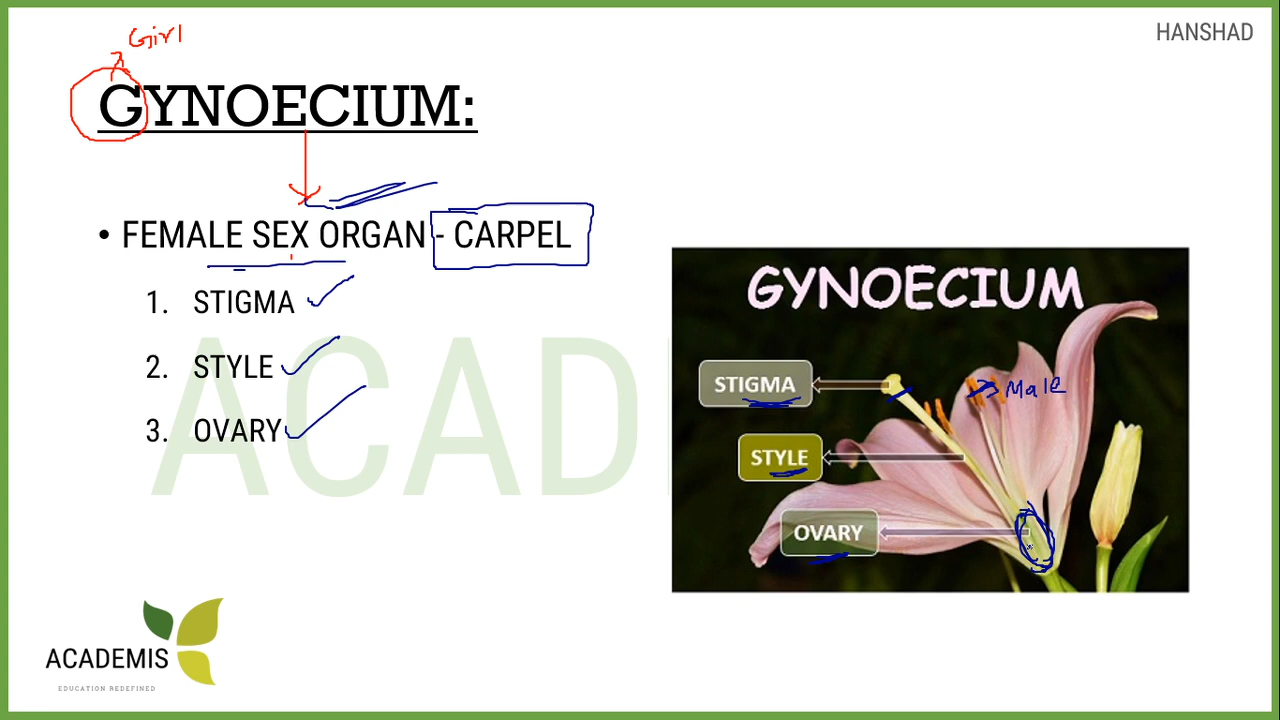 HANSHAD
Girl
GYNOECIUM:
• FEMALE SEX ORGAN - CARPEL
1. STIGMA
2. STYLE
3. OVARY
GYNOECIUM
STIGMA
Male
STYLE
OVARY
ACAD
ACADEMIS
EDUCATION REDEFINED